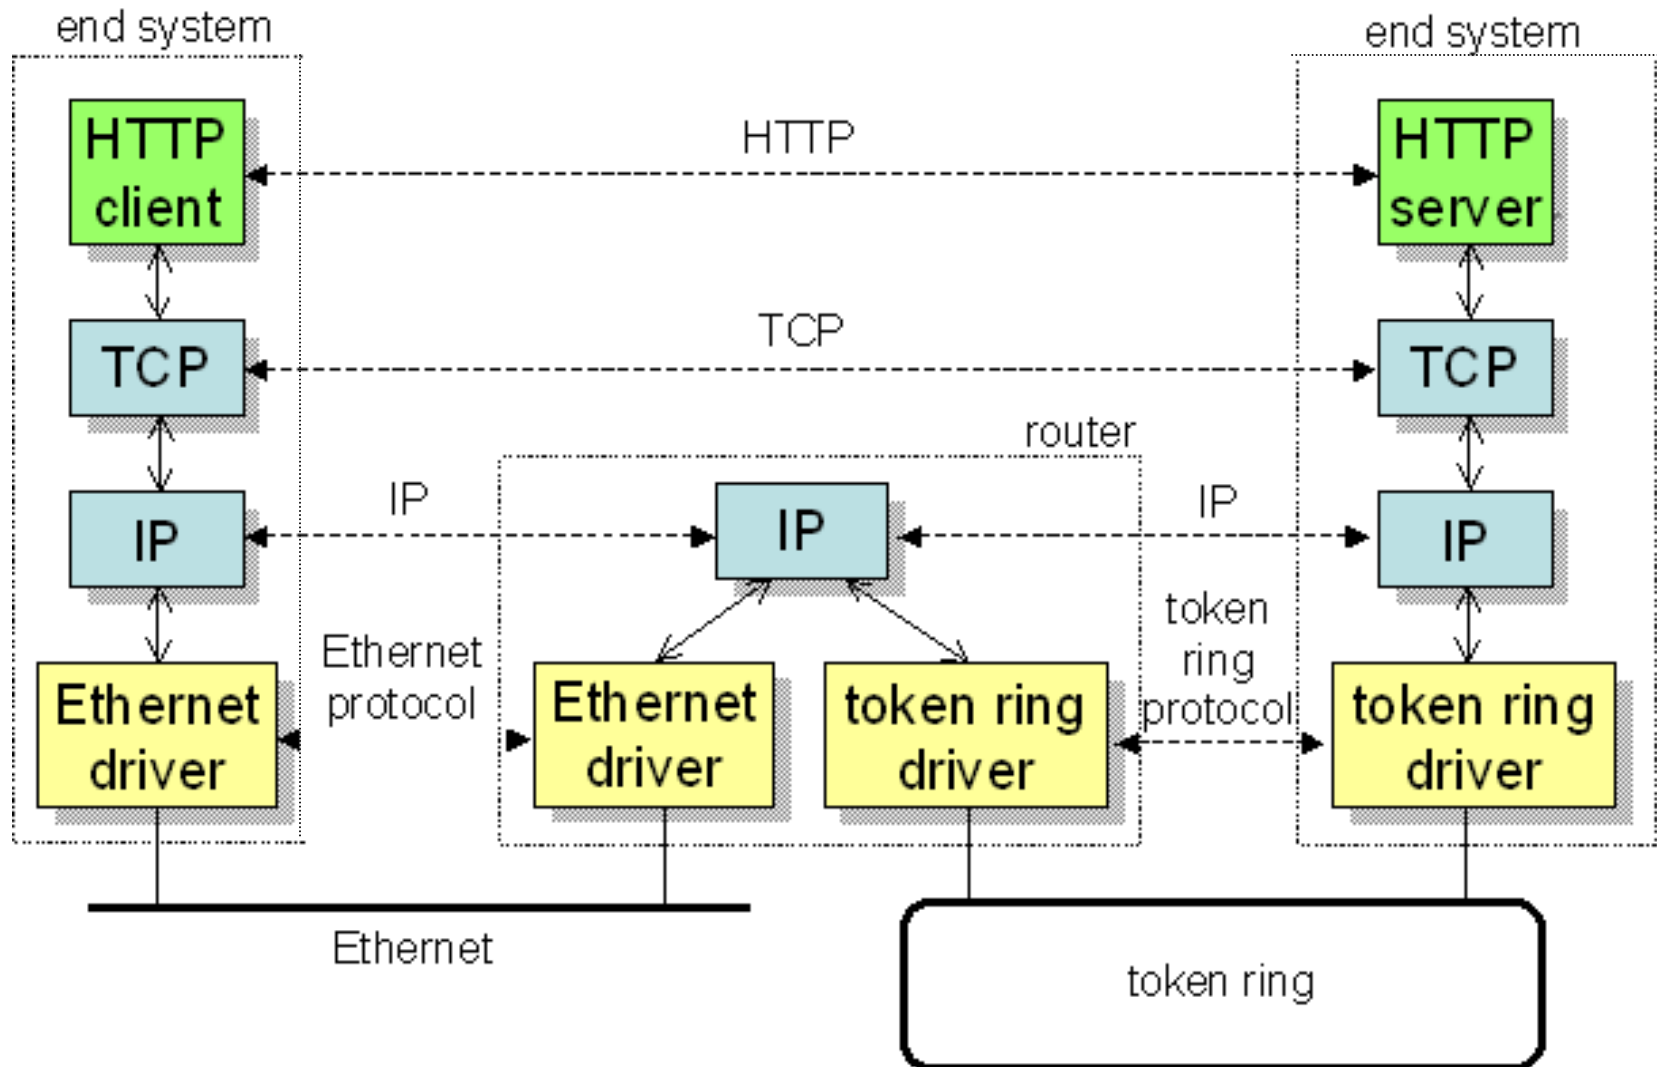 end system
end system
HTTP
client
HTTP
HTTP
server
TCP
TCP
TCP
router
IP
IP
IP
IP
IP
Ethernet
driver
Ethernet
protocol
Ethernet
driver
token ring
driver
token
ring
protocol
token ring
driver
Ethernet
token ring